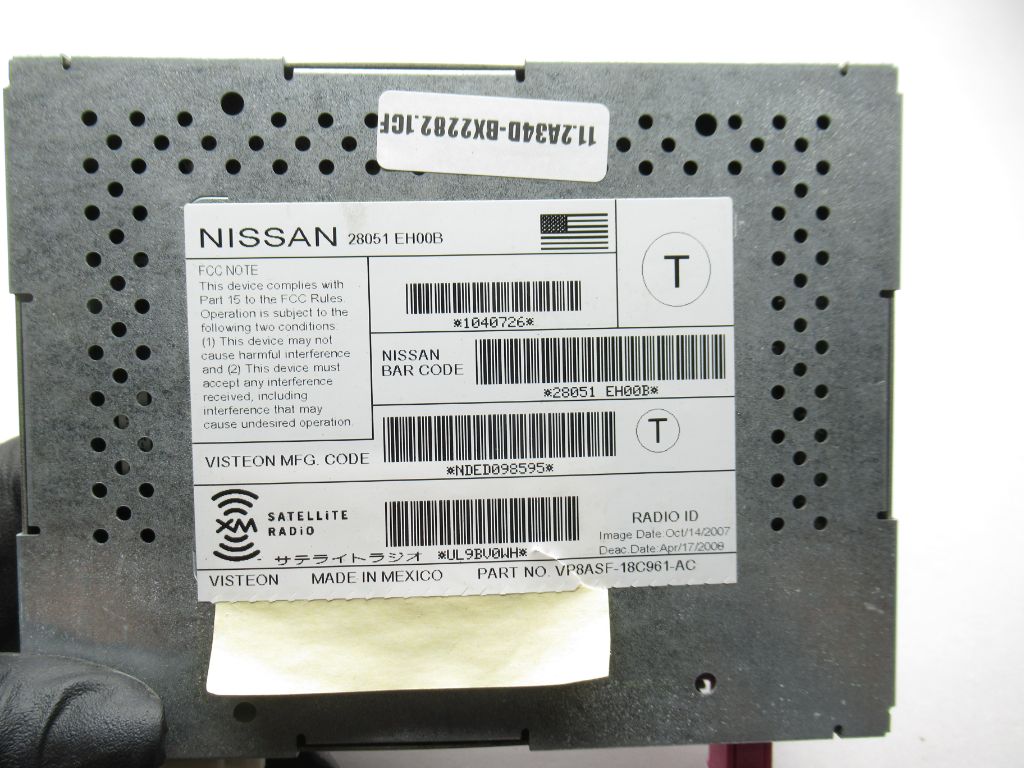 11.2A34D-BX2282.1CF
NISSAN 28051 EH00B
T
FCC NOTE
This device complies with
Part 15 to the FCC Rules.
Operation is subject to the
following two conditions:
(1) This device may not
cause harmful interference
and (2) This device must
accept any interference
received, including
interference that may
cause undesired operation.
*1040726*
NISSAN
BAR CODE
*28051 EH00B*
VISTEON MFG. CODE
*NDED098595*
T
XM SATELLiTE
RADiO
サテライトラジオ
*UL9BV0WH*
RADIO ID
Image Date:Oct/14/2007
Deac.Date:Apr/17/2008
VISTEON MADE IN MEXICO PART NO. VP8ASF-18C961-AC